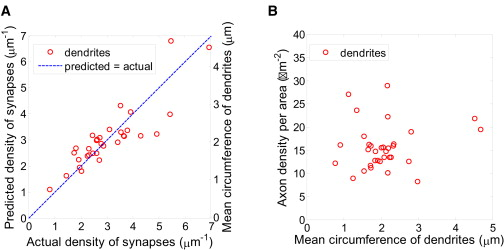 A
Predicted density of synapses (μm⁻¹)
7
6
5
4
3
2
1
0
dendrites
predicted = actual
4
3
2
1
0
Mean circumference of dendrites (μm)
0 1 2 3 4 5 6 7
Actual density of synapses (μm⁻¹)
B
Axon density per area (m⁻²)
40
35
30
25
20
15
10
5
0
dendrites
0 1 2 3 4 5
Mean circumference of dendrites (μm)